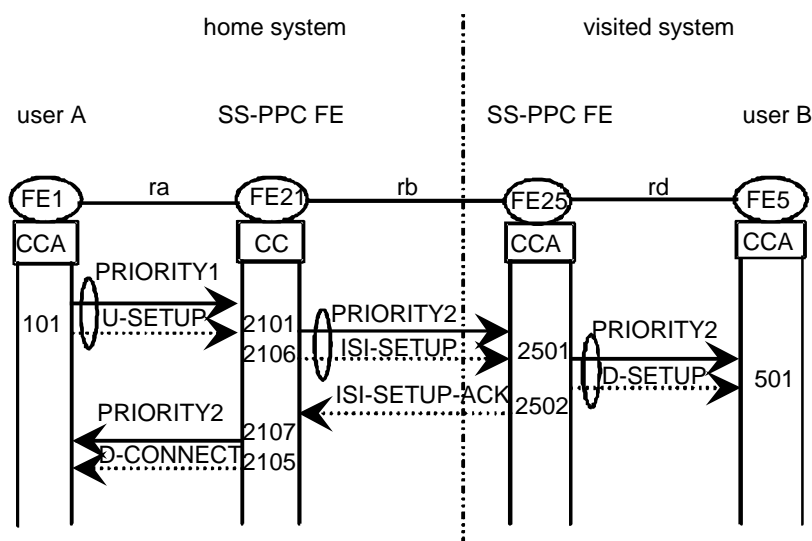 home system visited system
user A SS-PPC FE SS-PPC FE user B
FE1 ra FE21 rb FE25 rd FE5
CCA CC CCA CCA
PRIORITY1
101 U-SETUP 2101 PRIORITY2
2106 ISI-SETUP 2501 PRIORITY2
D-SETUP 501
ISI-SETUP-ACK 2502
PRIORITY2 2107
D-CONNECT 2105